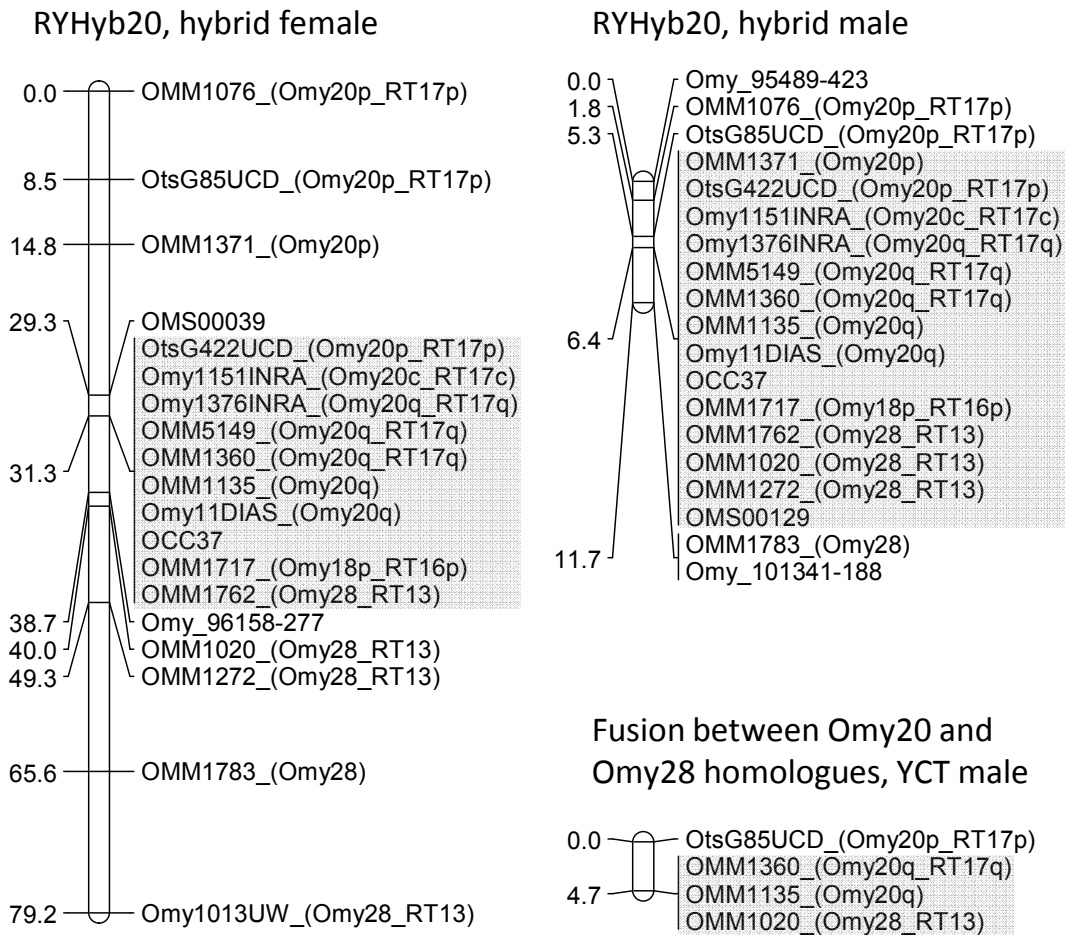 RYHyb20, hybrid female
0.0 OMM1076_(Omy20p_RT17p)
8.5 OtsG85UCD_(Omy20p_RT17p)
14.8 OMM1371_(Omy20p)
29.3 OMS00039
OtsG422UCD_(Omy20p_RT17p)
Omy1151INRA_(Omy20c_RT17c)
Omy1376INRA_(Omy20q_RT17q)
OMM5149_(Omy20q_RT17q)
31.3 OMM1360_(Omy20q_RT17q)
OMM1135_(Omy20q)
Omy11DIAS_(Omy20q)
OCC37
OMM1717_(Omy18p_RT16p)
OMM1762_(Omy28_RT13)
38.7 Omy_96158-277
40.0 OMM1020_(Omy28_RT13)
49.3 OMM1272_(Omy28_RT13)
65.6 OMM1783_(Omy28)
79.2 Omy1013UW_(Omy28_RT13)
RYHyb20, hybrid male
0.0 Omy_95489-423
1.8 OMM1076_(Omy20p_RT17p)
5.3 OtsG85UCD_(Omy20p_RT17p)
OMM1371_(Omy20p)
OtsG422UCD_(Omy20p_RT17p)
Omy1151INRA_(Omy20c_RT17c)
Omy1376INRA_(Omy20q_RT17q)
OMM5149_(Omy20q_RT17q)
OMM1360_(Omy20q_RT17q)
OMM1135_(Omy20q)
6.4 Omy11DIAS_(Omy20q)
OCC37
OMM1717_(Omy18p_RT16p)
OMM1762_(Omy28_RT13)
OMM1020_(Omy28_RT13)
OMM1272_(Omy28_RT13)
OMS00129
11.7 OMM1783_(Omy28)
Omy_101341-188
Fusion between Omy20 and
Omy28 homologues, YCT male
0.0 OtsG85UCD_(Omy20p_RT17p)
OMM1360_(Omy20q_RT17q)
4.7 OMM1135_(Omy20q)
OMM1020_(Omy28_RT13)